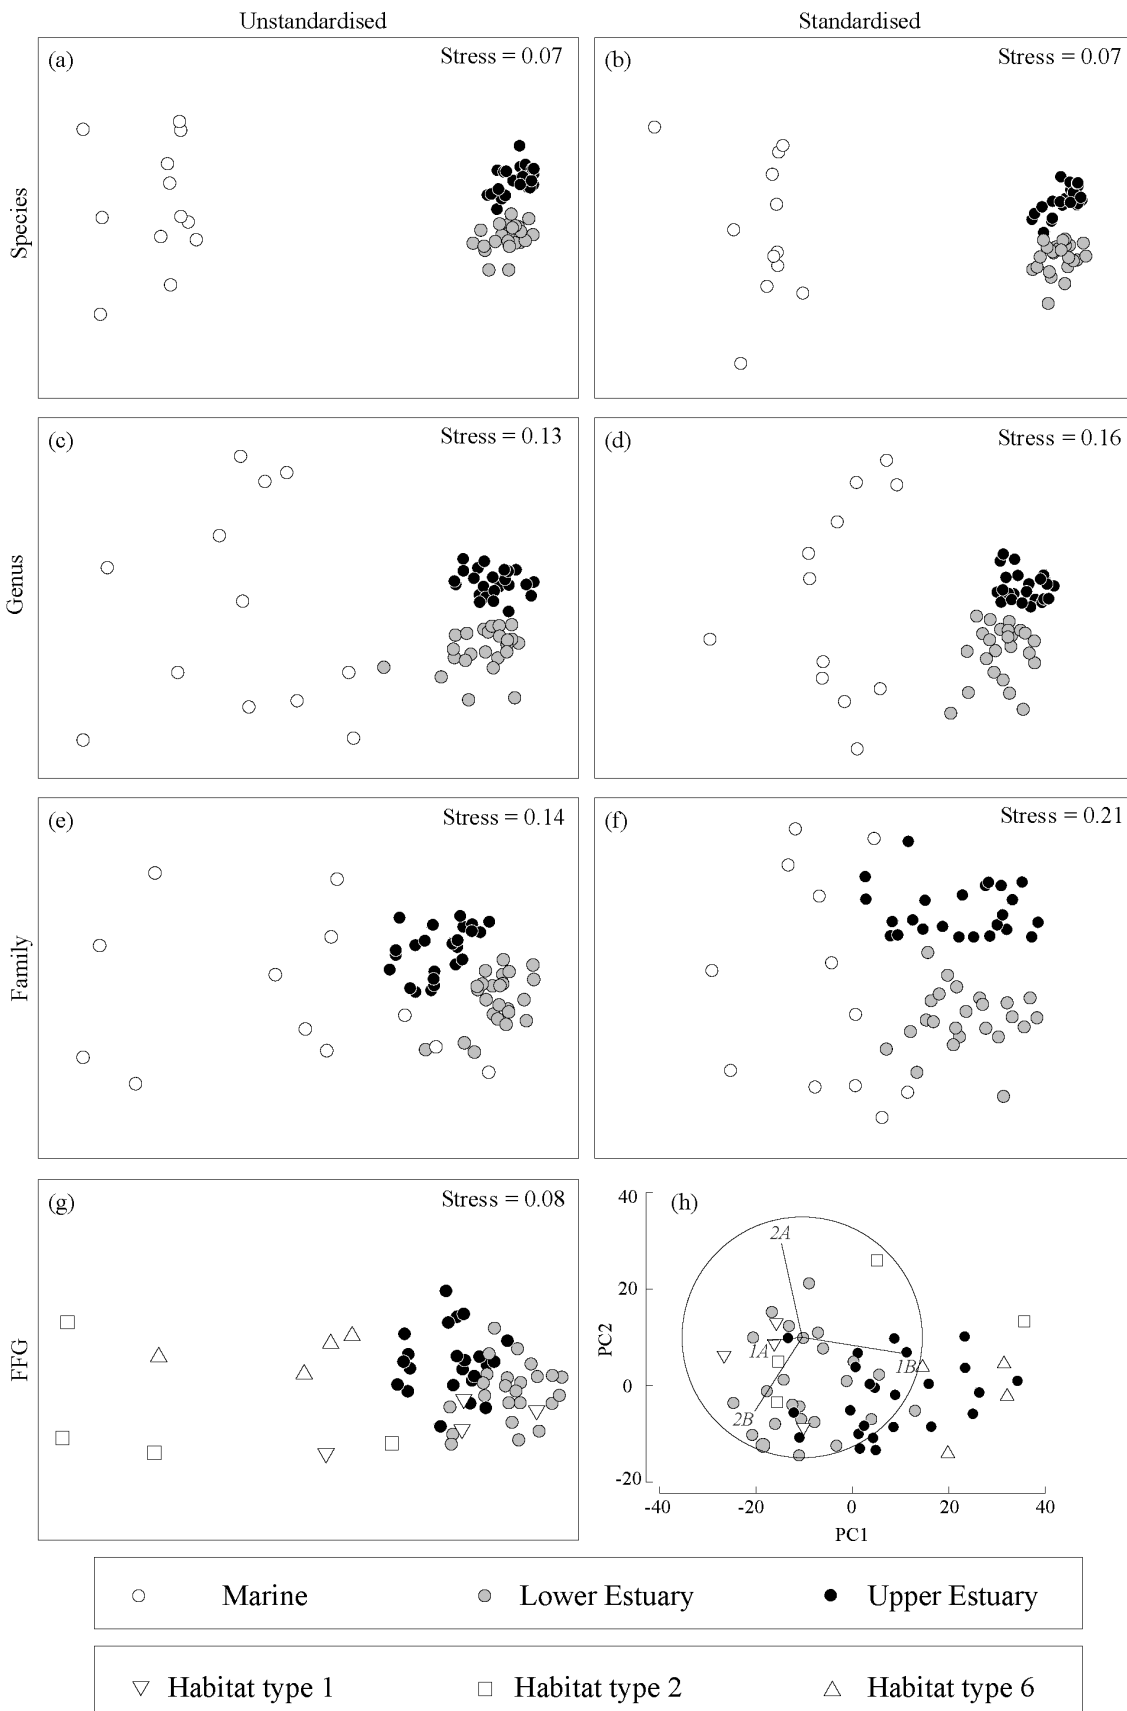 Unstandardised
Standardised
Species
(a)
Stress = 0.07
(b)
Stress = 0.07
Genus
(c)
Stress = 0.13
(d)
Stress = 0.16
Family
(e)
Stress = 0.14
(f)
Stress = 0.21
FFG
(g)
Stress = 0.08
(h)
PC2
40
20
0
-20
2A
1A
1B
2B
-40
-20
0
20
40
PC1
Marine
Lower Estuary
Upper Estuary
Habitat type 1
Habitat type 2
Habitat type 6